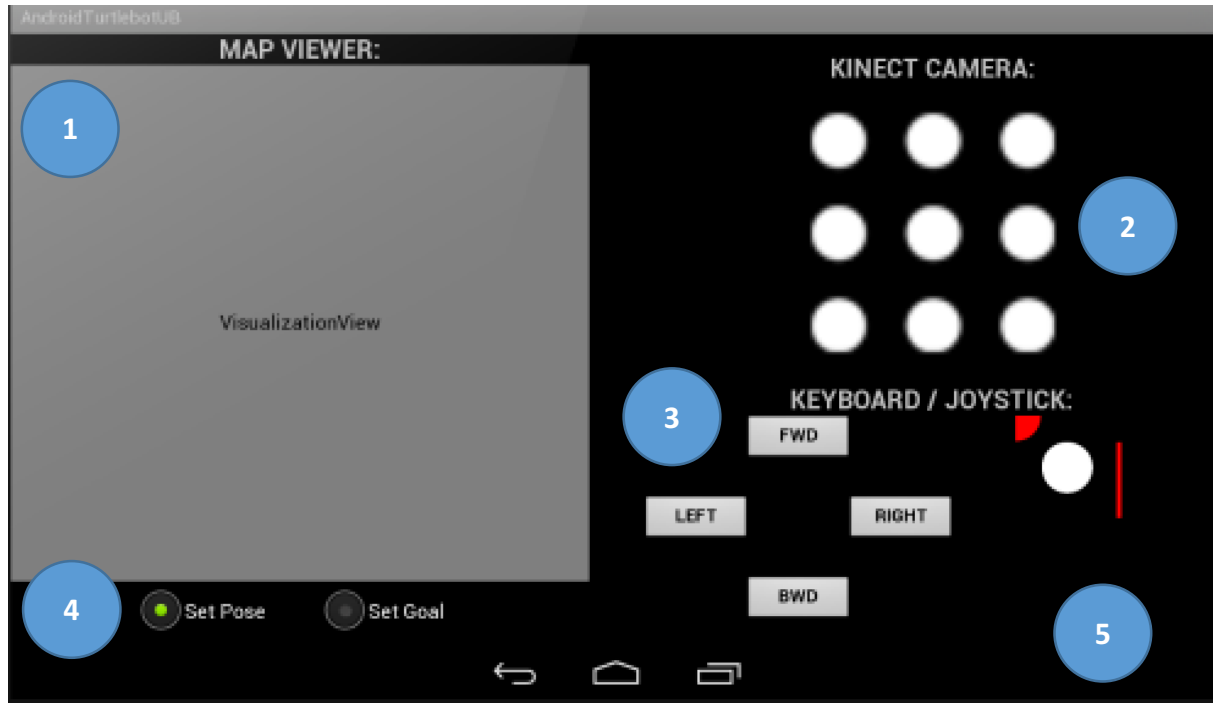 AndroidTurtlebotUB
MAP VIEWER:
KINECT CAMERA:
1
2
VisualizationView
KEYBOARD / JOYSTICK:
3
FWD
LEFT
RIGHT
BWD
4
Set Pose
Set Goal
5